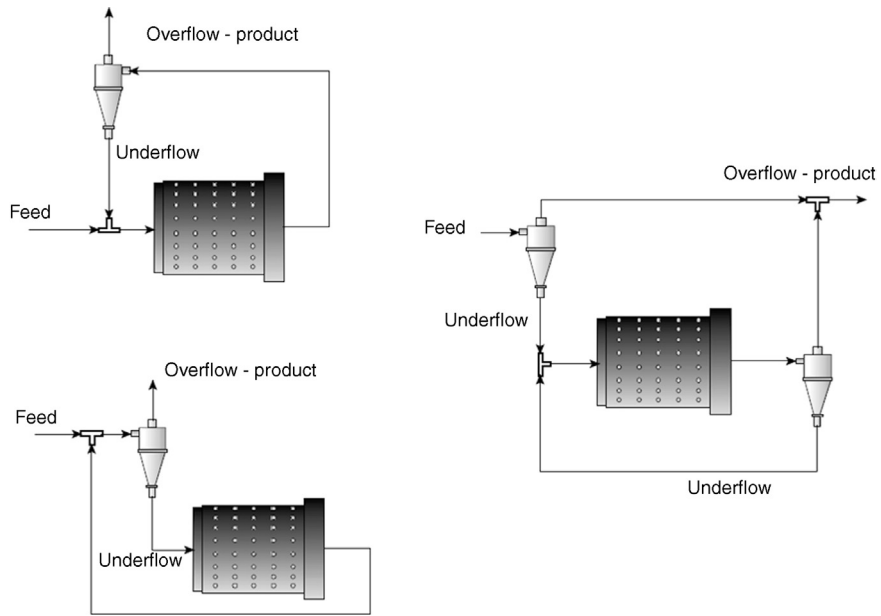 Overflow - product
Underflow
Feed
Overflow - product
Feed
Underflow
Overflow - product
Feed
Underflow
Underflow